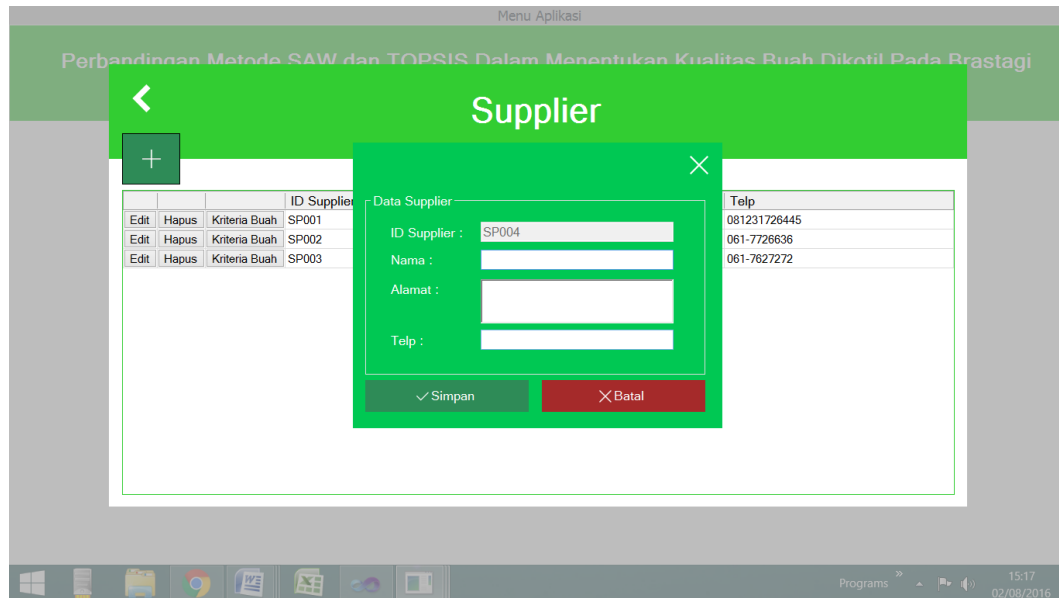 Menu Aplikasi
Perbandingan Metode SAW dan TOPSIS Dalam Menentukan Kualitas Buah Dikotil Pada Brastagi
Supplier
ID Supplier Telp
Edit Hapus Kriteria Buah SP001 081231726445
Edit Hapus Kriteria Buah SP002 061-7726636
Edit Hapus Kriteria Buah SP003 061-7627272
Data Supplier
ID Supplier : SP004
Nama :
Alamat :
Telp :
Simpan Batal
Programs
15:17
02/08/2016